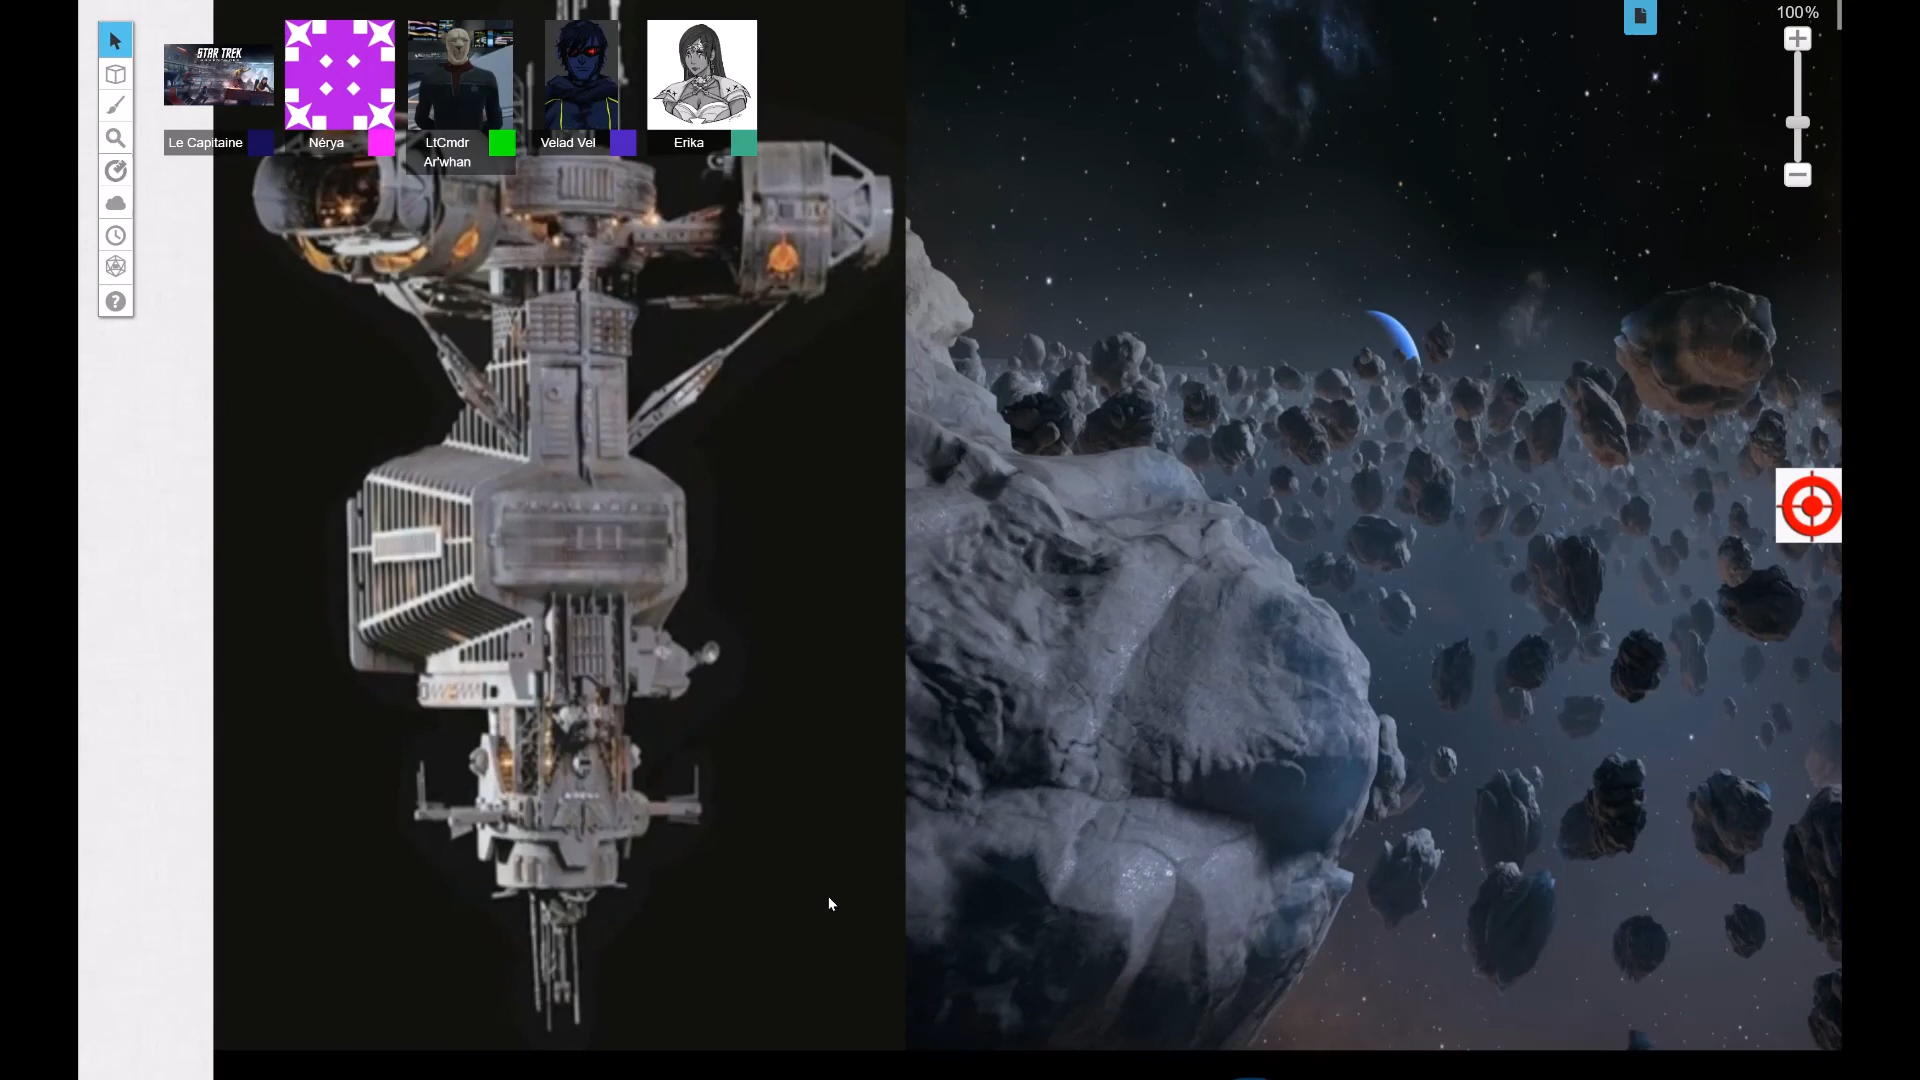 100%
STAR TREK
Le Capitaine
Nérya
LtCmdr
Ar'whan
Velad Vel
Erika
?